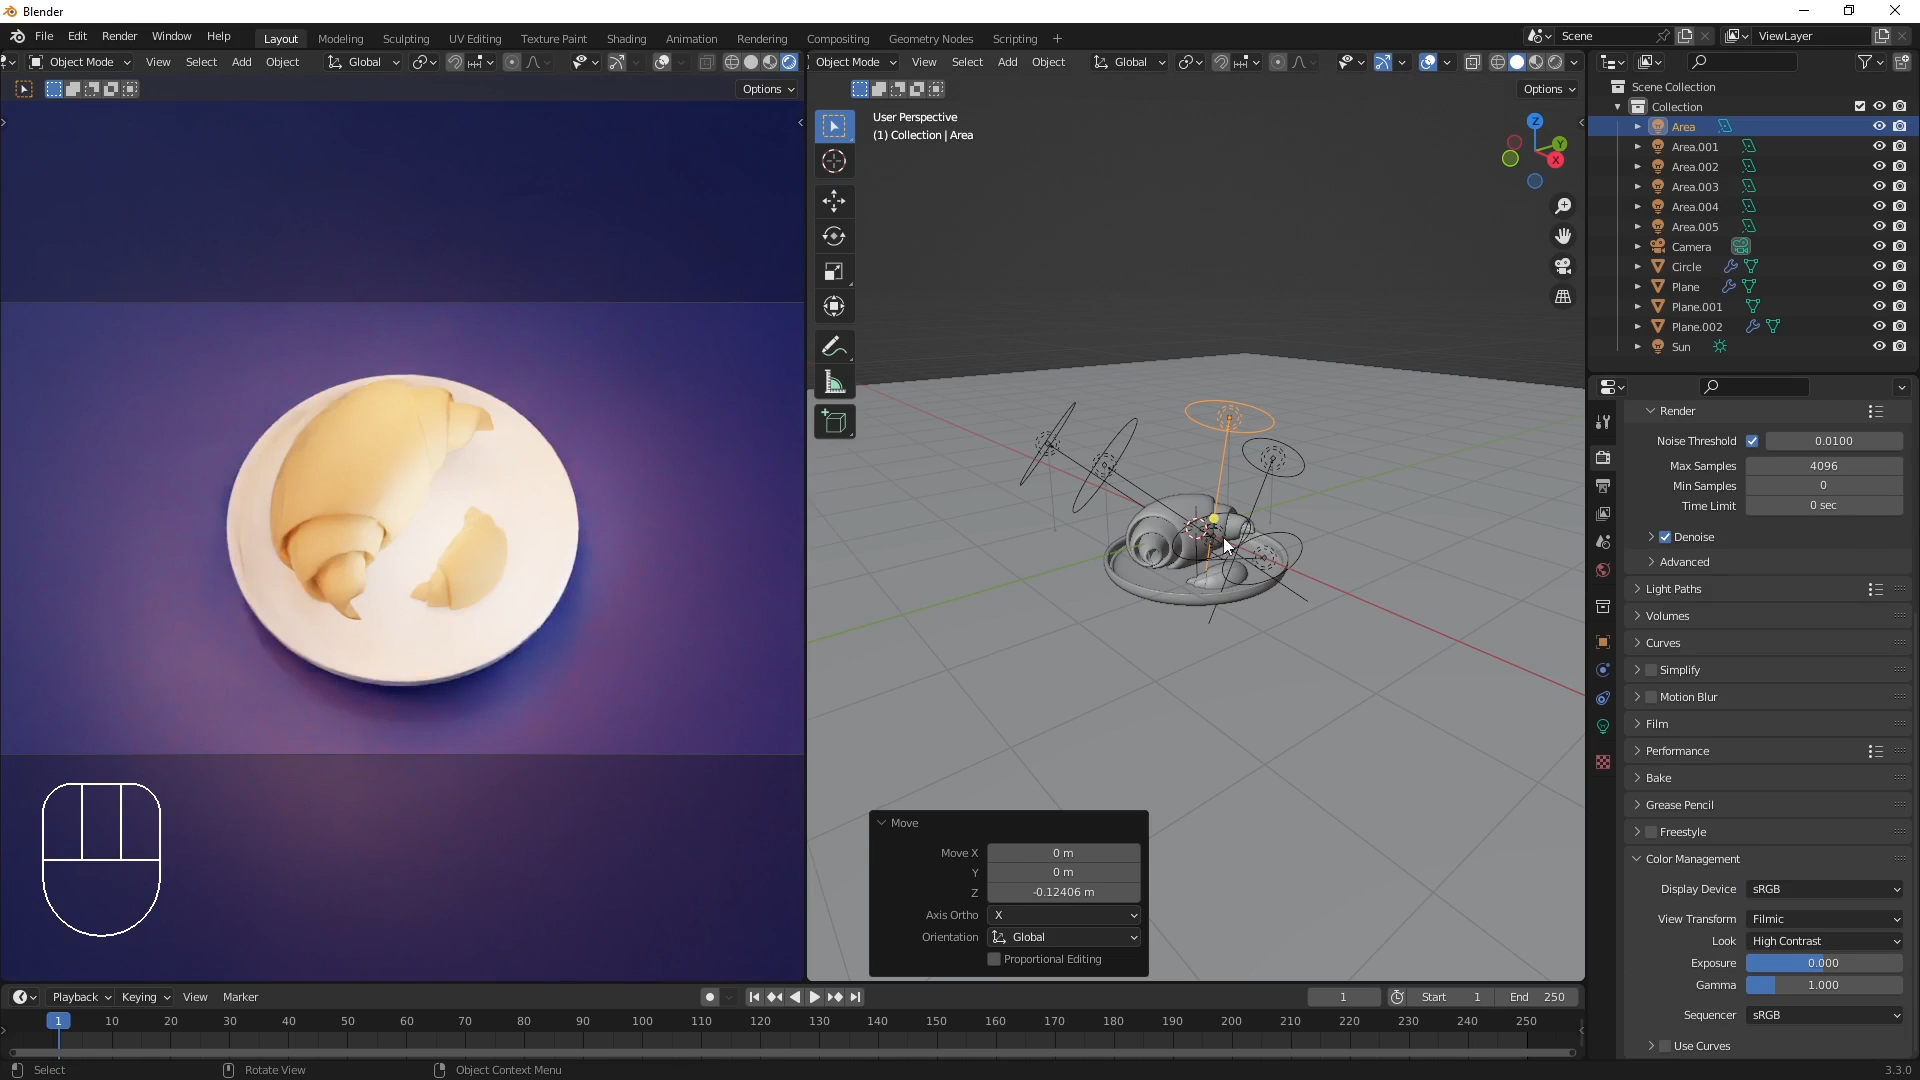 Blender
File Edit Render Window Help Layout Modeling Sculpting UV Editing Texture Paint Shading Animation Rendering Compositing Geometry Nodes Scripting + Scene ViewLayer
Object Mode View Select Add Object Global
Options
Object Mode View Select Add Object Global
Options
User Perspective
(1) Collection | Area
Z
Y
X
Move
Move X 0 m
Y 0 m
Z -0.12406 m
Axis Ortho X
Orientation Global
Proportional Editing
Scene Collection
Collection
Area
Area.001
Area.002
Area.003
Area.004
Area.005
Camera
Circle
Plane
Plane.001
Plane.002
Sun
Render
Noise Threshold 0.0100
Max Samples 4096
Min Samples 0
Time Limit 0 sec
Denoise
Advanced
Light Paths
Volumes
Curves
Simplify
Motion Blur
Film
Performance
Bake
Grease Pencil
Freestyle
Color Management
Display Device sRGB
View Transform Filmic
Look High Contrast
Exposure 0.000
Gamma 1.000
Sequencer sRGB
Use Curves
Playback Keying View Marker 1 Start 1 End 250
1 10 20 30 40 50 60 70 80 90 100 110 120 130 140 150 160 170 180 190 200 210 220 230 240 250
Select Rotate View Object Context Menu 3.3.0